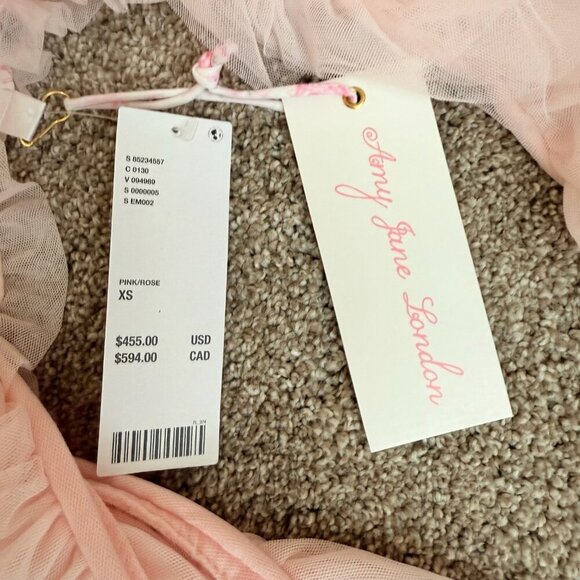 S 85234557
C 0130
V 094969
S 0000005
S EM002
PINK/ROSE
XS
$455.00 USD
$594.00 CAD
Amy Jane London